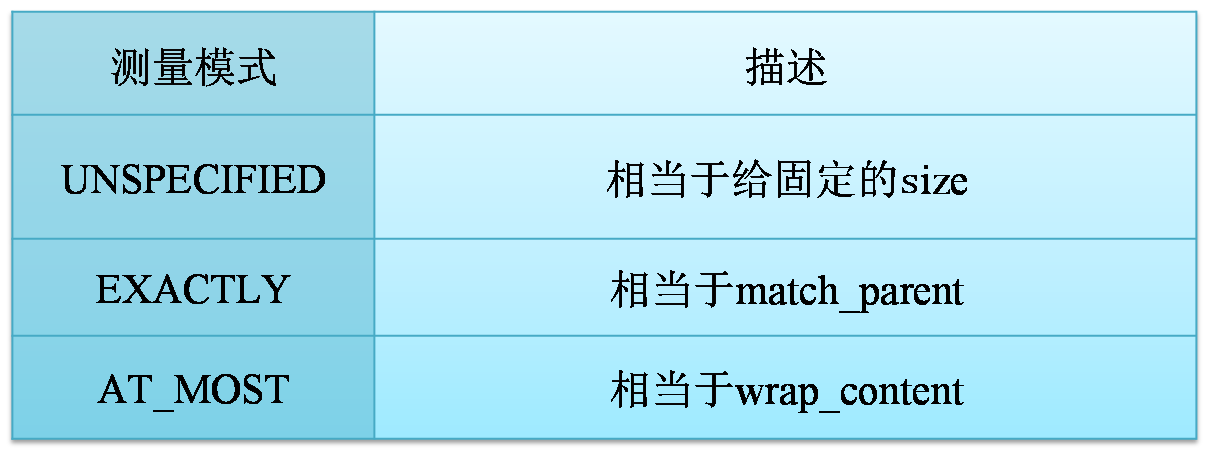 测量模式 描述
UNSPECIFIED 相当于给固定的size
EXACTLY 相当于match_parent
AT_MOST 相当于wrap_content